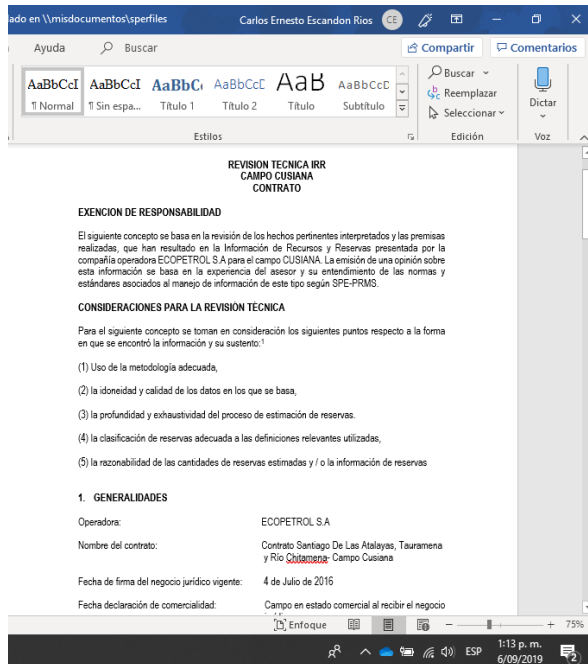 lado en \\misdocumentos\sperfiles Carlos Ernesto Escandon Rios CE
Ayuda Buscar Compartir Comentarios
AaBbCcI AaBbCcI AaBbC AaBbCcE AaB AaBbCcD
¶ Normal ¶ Sin espa... Título 1 Título 2 Título Subtítulo
Buscar
Reemplazar
Seleccionar
Dictar
Estilos Edición Voz
REVISION TECNICA IRR
CAMPO CUSIANA
CONTRATO
EXENCION DE RESPONSABILIDAD
El siguiente concepto se basa en la revisión de los hechos pertinentes interpretados y las premisas
realizadas, que han resultado en la Información de Recursos y Reservas presentada por la
compañía operadora ECOPETROL S.A para el campo CUSIANA. La emisión de una opinión sobre
esta información se basa en la experiencia del asesor y su entendimiento de las normas y
estándares asociados al manejo de información de este tipo según SPE-PRMS.
CONSIDERACIONES PARA LA REVISIÓN TÉCNICA
Para el siguiente concepto se toman en consideración los siguientes puntos respecto a la forma
en que se encontró la información y su sustento:1
(1) Uso de la metodología adecuada,
(2) la idoneidad y calidad de los datos en los que se basa,
(3) la profundidad y exhaustividad del proceso de estimación de reservas.
(4) la clasificación de reservas adecuada a las definiciones relevantes utilizadas,
(5) la razonabilidad de las cantidades de reservas estimadas y / o la información de reservas
1. GENERALIDADES
Operadora: ECOPETROL S.A
Nombre del contrato: Contrato Santiago De Las Atalayas, Tauramena
y Río Chitamena- Campo Cusiana
Fecha de firma del negocio jurídico vigente: 4 de Julio de 2016
Fecha declaración de comercialidad: Campo en estado comercial al recibir el negocio
Enfoque 75%
ESP 1:13 p. m.
6/09/2019 2